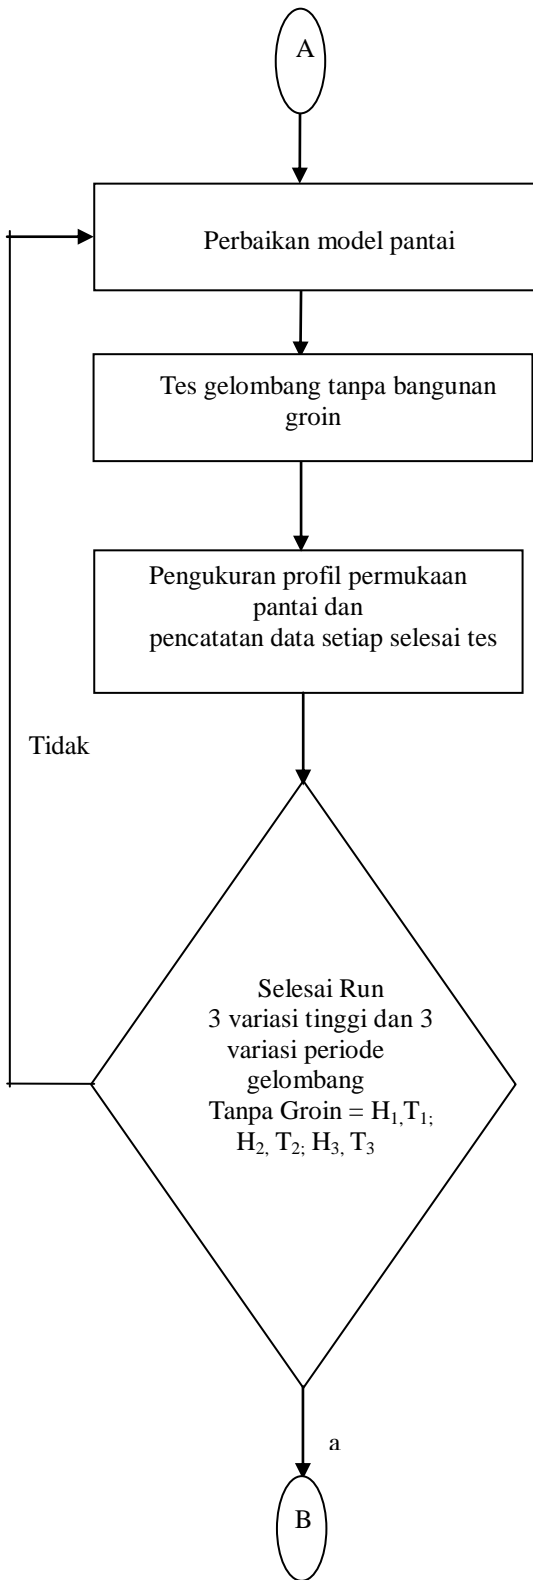 A
Perbaikan model pantai
Tes gelombang tanpa bangunan
groin
Pengukuran profil permukaan
pantai dan
pencatatan data setiap selesai tes
Tidak
Selesai Run
3 variasi tinggi dan 3
variasi periode
gelombang
Tanpa Groin = H₁,T₁;
H₂, T₂; H₃, T₃
a
B